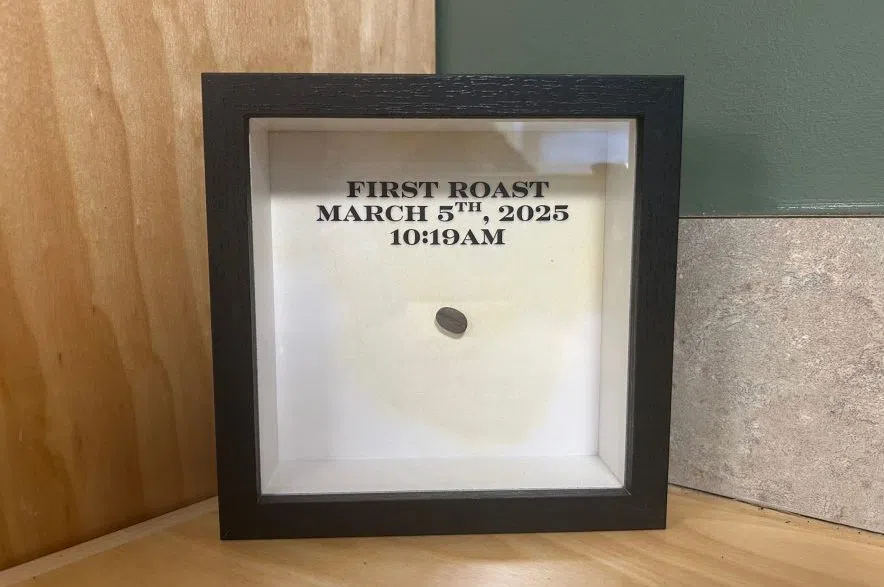 FIRST ROAST
MARCH 5TH, 2025
10:19AM